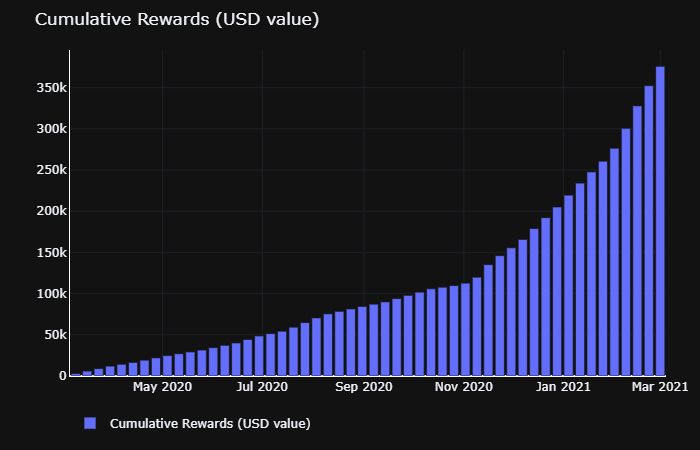 Cumulative Rewards (USD value)
350k
300k
250k
200k
150k
100k
50k
0
May 2020 Jul 2020 Sep 2020 Nov 2020 Jan 2021 Mar 2021
Cumulative Rewards (USD value)